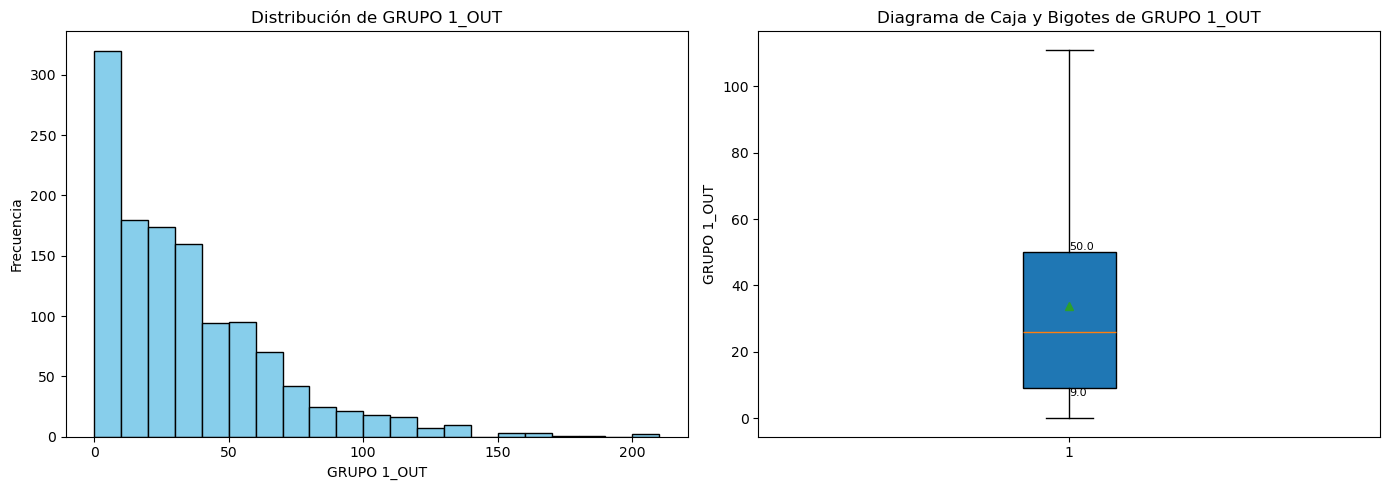 Distribución de GRUPO 1_OUT
Frecuencia
300
250
200
150
100
50
0
0 50 100 150 200
GRUPO 1_OUT
Diagrama de Caja y Bigotes de GRUPO 1_OUT
GRUPO 1_OUT
100
80
60
40
20
0
50.0
9.0
1